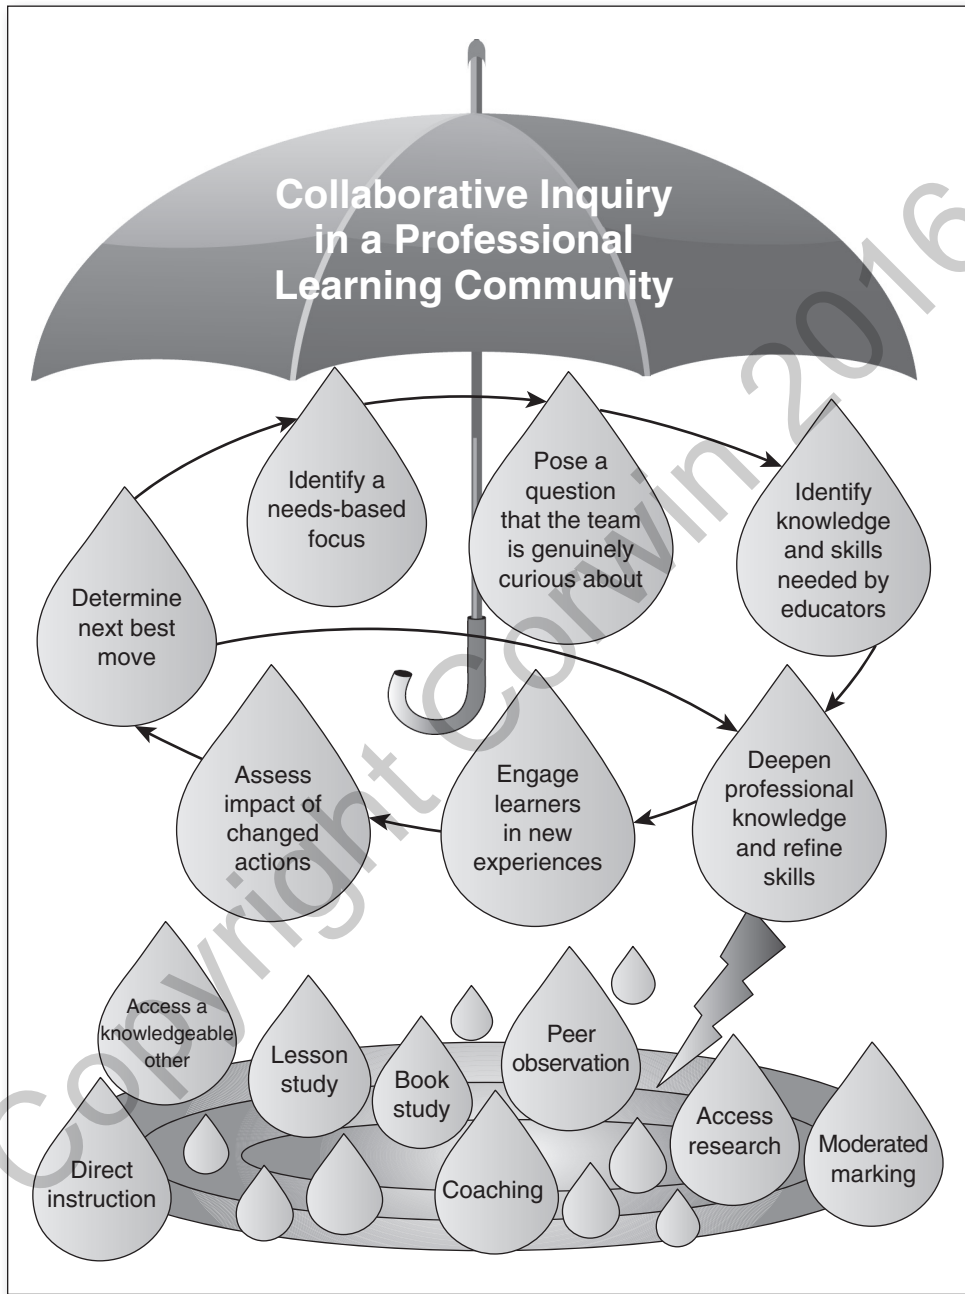 Collaborative Inquiry
in a Professional
Learning Community
Identify a
needs-based
focus
Pose a
question
that the team
is genuinely
curious about
Identify
knowledge
and skills
needed by
educators
Determine
next best
move
Assess
impact of
changed
actions
Engage
learners
in new
experiences
Deepen
professional
knowledge
and refine
skills
Access a
knowledgeable
other
Lesson
study
Book
study
Peer
observation
Access
research
Moderated
marking
Direct
instruction
Coaching
Copyright Corwin 2016